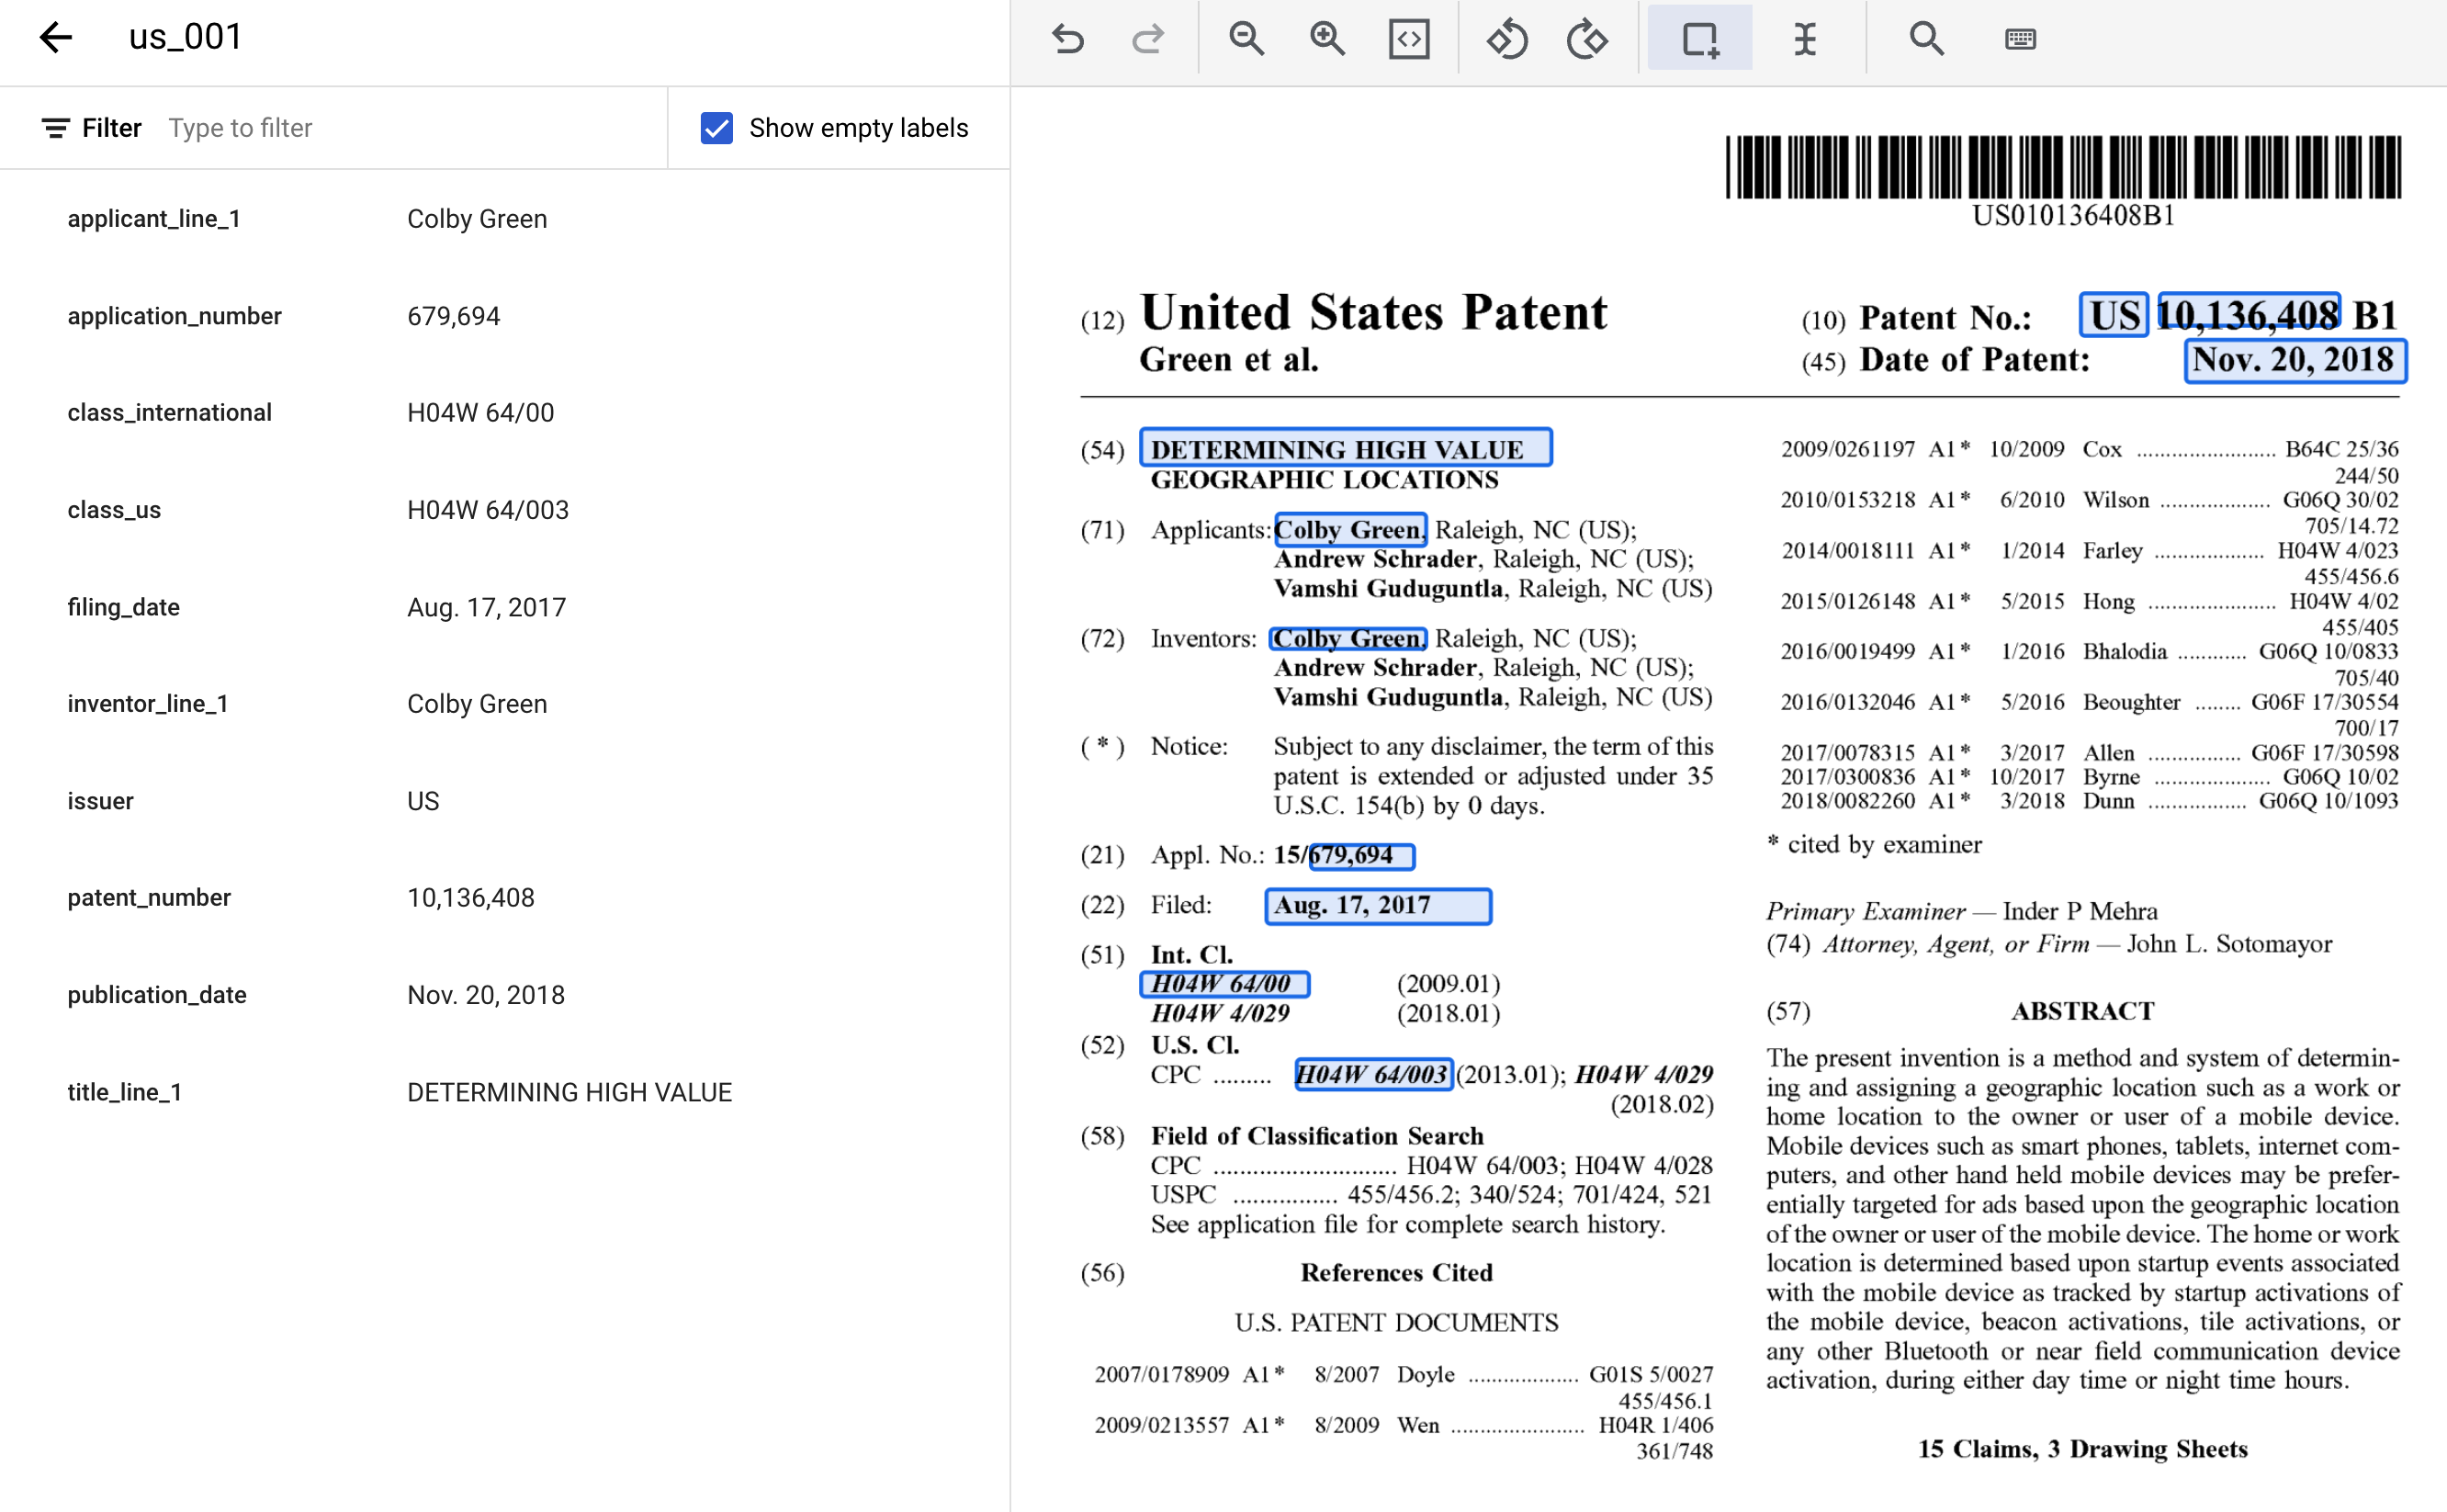 us_001
Filter Type to filter
Show empty labels
applicant_line_1 Colby Green
application_number 679,694
class_international H04W 64/00
class_us H04W 64/003
filing_date Aug. 17, 2017
inventor_line_1 Colby Green
issuer US
patent_number 10,136,408
publication_date Nov. 20, 2018
title_line_1 DETERMINING HIGH VALUE
US010136408B1
(12) United States Patent
Green et al.
(10) Patent No.: US 10,136,408 B1
(45) Date of Patent: Nov. 20, 2018
(54) DETERMINING HIGH VALUE
GEOGRAPHIC LOCATIONS
(71) Applicants: Colby Green, Raleigh, NC (US);
Andrew Schrader, Raleigh, NC (US);
Vamshi Guduguntla, Raleigh, NC (US)
(72) Inventors: Colby Green, Raleigh, NC (US);
Andrew Schrader, Raleigh, NC (US);
Vamshi Guduguntla, Raleigh, NC (US)
( * ) Notice: Subject to any disclaimer, the term of this
patent is extended or adjusted under 35
U.S.C. 154(b) by 0 days.
(21) Appl. No.: 15/679,694
(22) Filed: Aug. 17, 2017
(51) Int. Cl.
H04W 64/00 (2009.01)
H04W 4/029 (2018.01)
(52) U.S. Cl.
CPC ......... H04W 64/003 (2013.01); H04W 4/029
(2018.02)
(58) Field of Classification Search
CPC ........................... H04W 64/003; H04W 4/028
USPC ................ 455/456.2; 340/524; 701/424, 521
See application file for complete search history.
(56) References Cited
U.S. PATENT DOCUMENTS
2007/0178909 A1* 8/2007 Doyle ................... G01S 5/0027
455/456.1
2009/0213557 A1* 8/2009 Wen ....................... H04R 1/406
361/748
2009/0261197 A1* 10/2009 Cox ....................... B64C 25/36
244/50
2010/0153218 A1* 6/2010 Wilson .................. G06Q 30/02
705/14.72
2014/0018111 A1* 1/2014 Farley .................. H04W 4/023
455/456.6
2015/0126148 A1* 5/2015 Hong ..................... H04W 4/02
455/405
2016/0019499 A1* 1/2016 Bhalodia ........... G06Q 10/0833
705/40
2016/0132046 A1* 5/2016 Beoughter ........ G06F 17/30554
700/17
2017/0078315 A1* 3/2017 Allen ............... G06F 17/30598
2017/0300836 A1* 10/2017 Byrne ................... G06Q 10/02
2018/0082260 A1* 3/2018 Dunn ................ G06Q 10/1093
* cited by examiner
Primary Examiner — Inder P Mehra
(74) Attorney, Agent, or Firm — John L. Sotomayor
(57) ABSTRACT
The present invention is a method and system of determin-
ing and assigning a geographic location such as a work or
home location to the owner or user of a mobile device.
Mobile devices such as smart phones, tablets, internet com-
puters, and other hand held mobile devices may be prefer-
entially targeted for ads based upon the geographic location
of the owner or user of the mobile device. The home or work
location is determined based upon startup events associated
with the mobile device as tracked by startup activations of
the mobile device, beacon activations, tile activations, or
any other Bluetooth or near field communication device
activation, during either day time or night time hours.
15 Claims, 3 Drawing Sheets